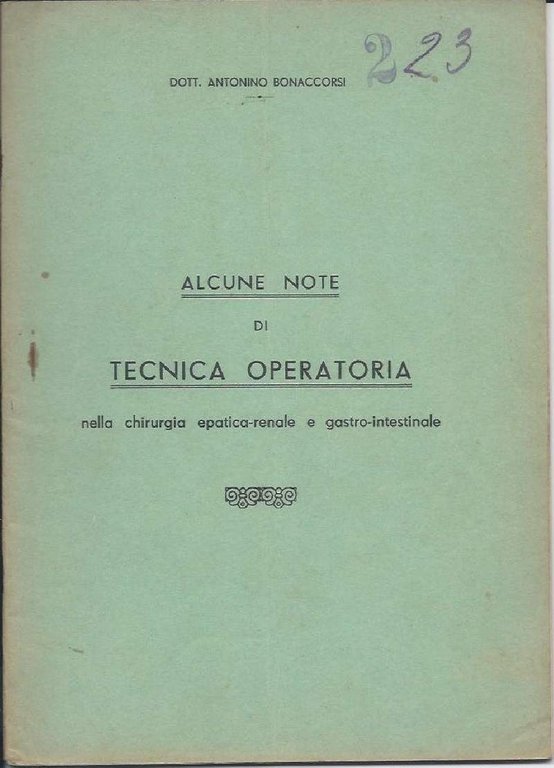 223
DOTT. ANTONINO BONACCORSI
ALCUNE NOTE
DI
TECNICA OPERATORIA
nella chirurgia epatica-renale e gastro-intestinale